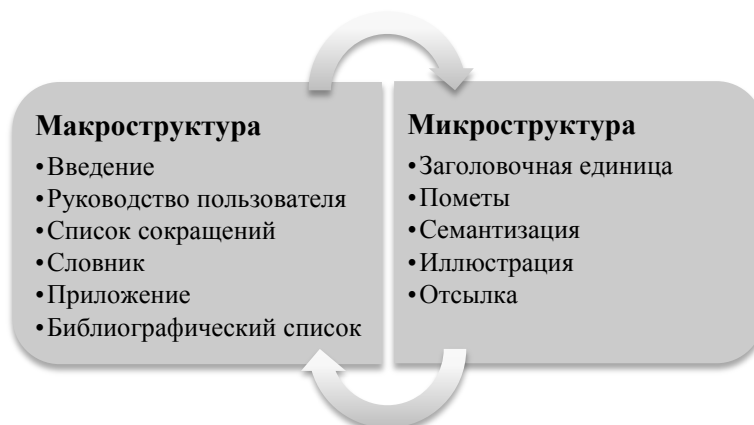 Макроструктура
•Введение
•Руководство пользователя
•Список сокращений
•Словник
•Приложение
•Библиографический список
Микроструктура
•Заголовочная единица
•Пометы
•Семантизация
•Иллюстрация
•Отсылка